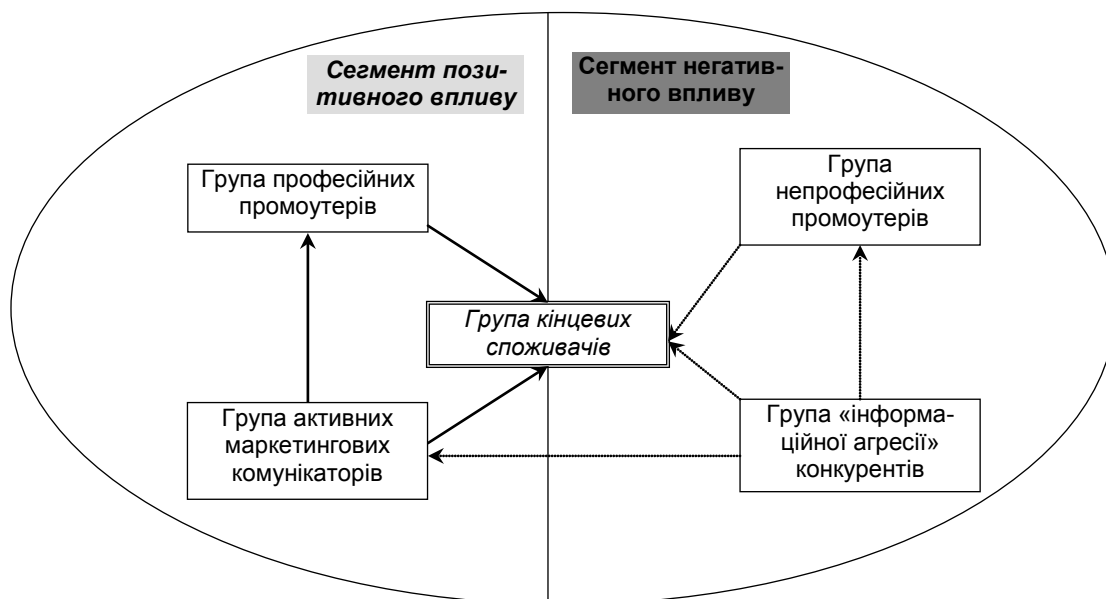 Сегмент пози-
тивного впливу
Сегмент негатив-
ного впливу
Група професійних
промоутерів
Група
непрофесійних
промоутерів
Група кінцевих
споживачів
Група активних
маркетингових
комунікаторів
Група «інформа-
ційної агресії»
конкурентів